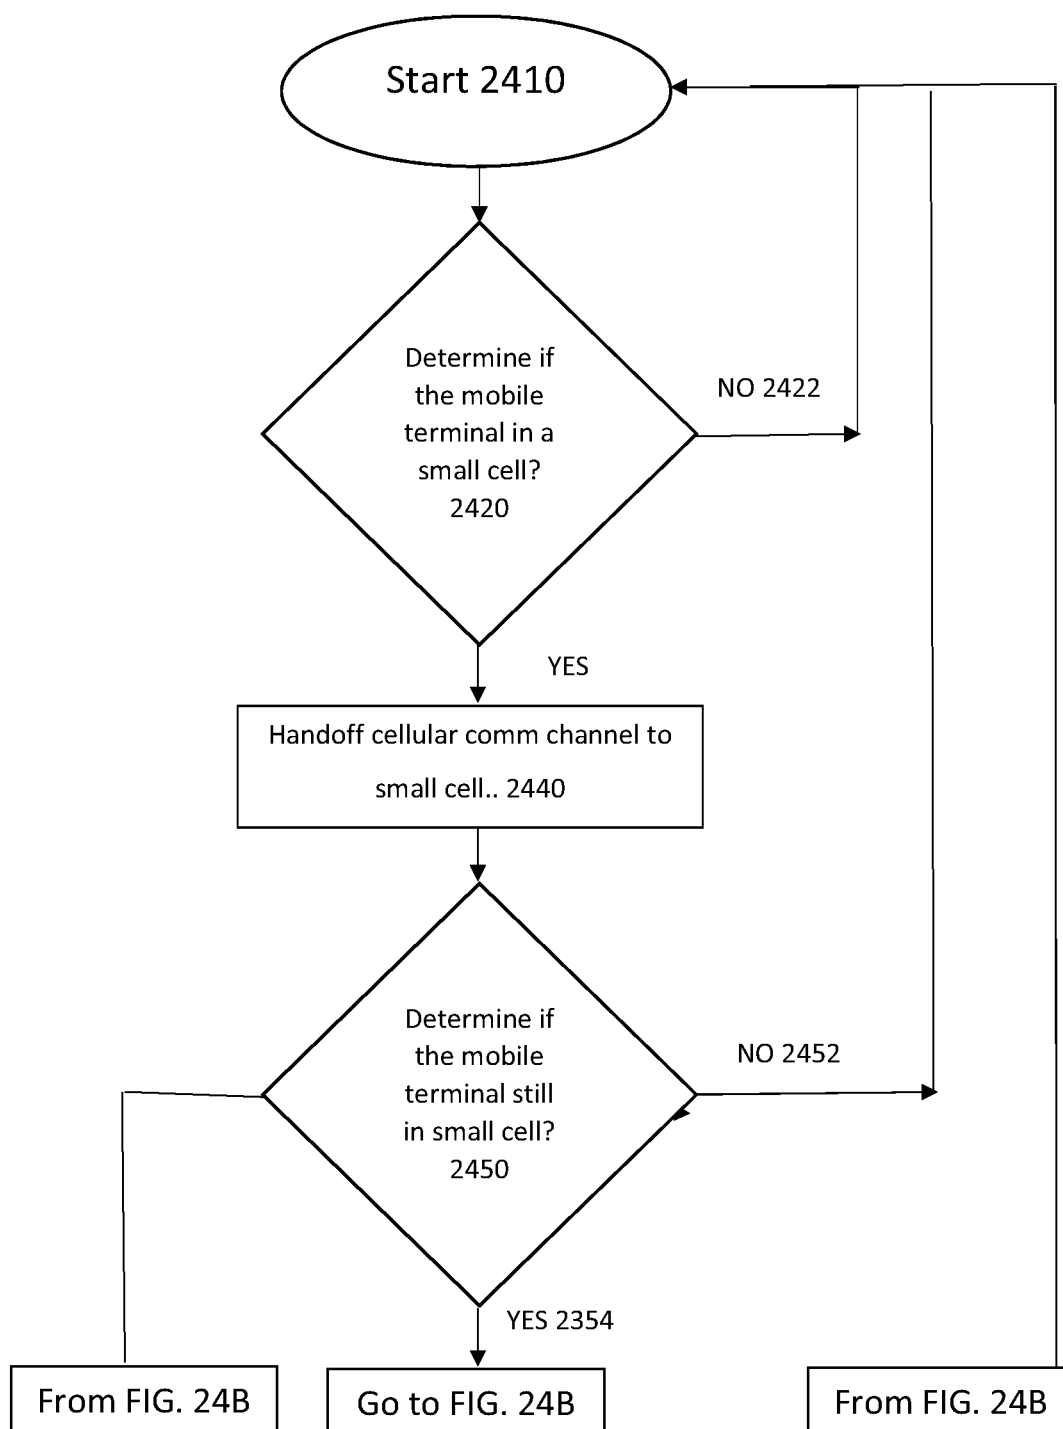 Start 2410
Determine if
the mobile
terminal in a
small cell?
2420
NO 2422
YES
Handoff cellular comm channel to
small cell.. 2440
Determine if
the mobile
terminal still
in small cell?
2450
NO 2452
YES 2354
From FIG. 24B
Go to FIG. 24B
From FIG. 24B